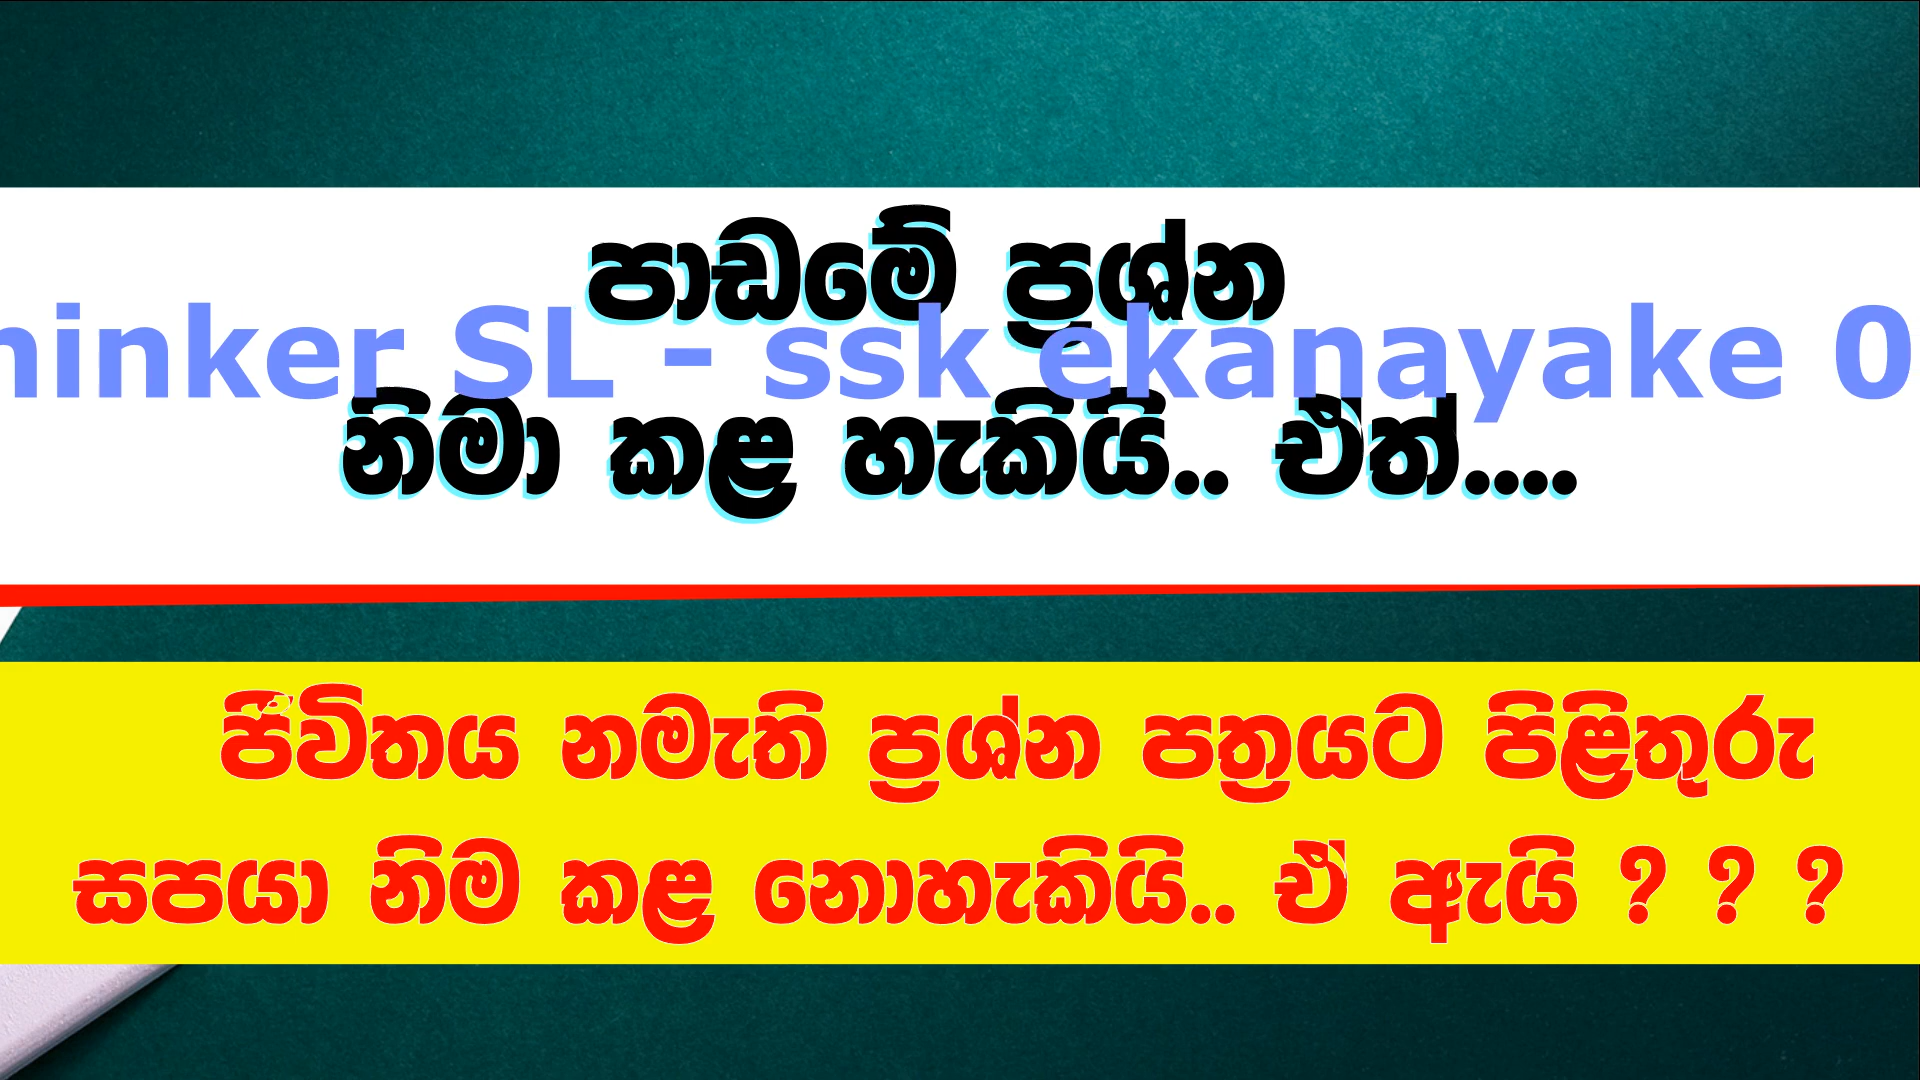 පාඩමේ ප්‍රශ්න
hinker SL - ssk ekanayake 0
නිමා කළ හැකියි.. ඒත්....
ජීවිතය නමැති ප්‍රශ්න පත්‍රයට පිළිතුරු
සපයා නිම කළ නොහැකියි.. ඒ ඇයි ? ? ?